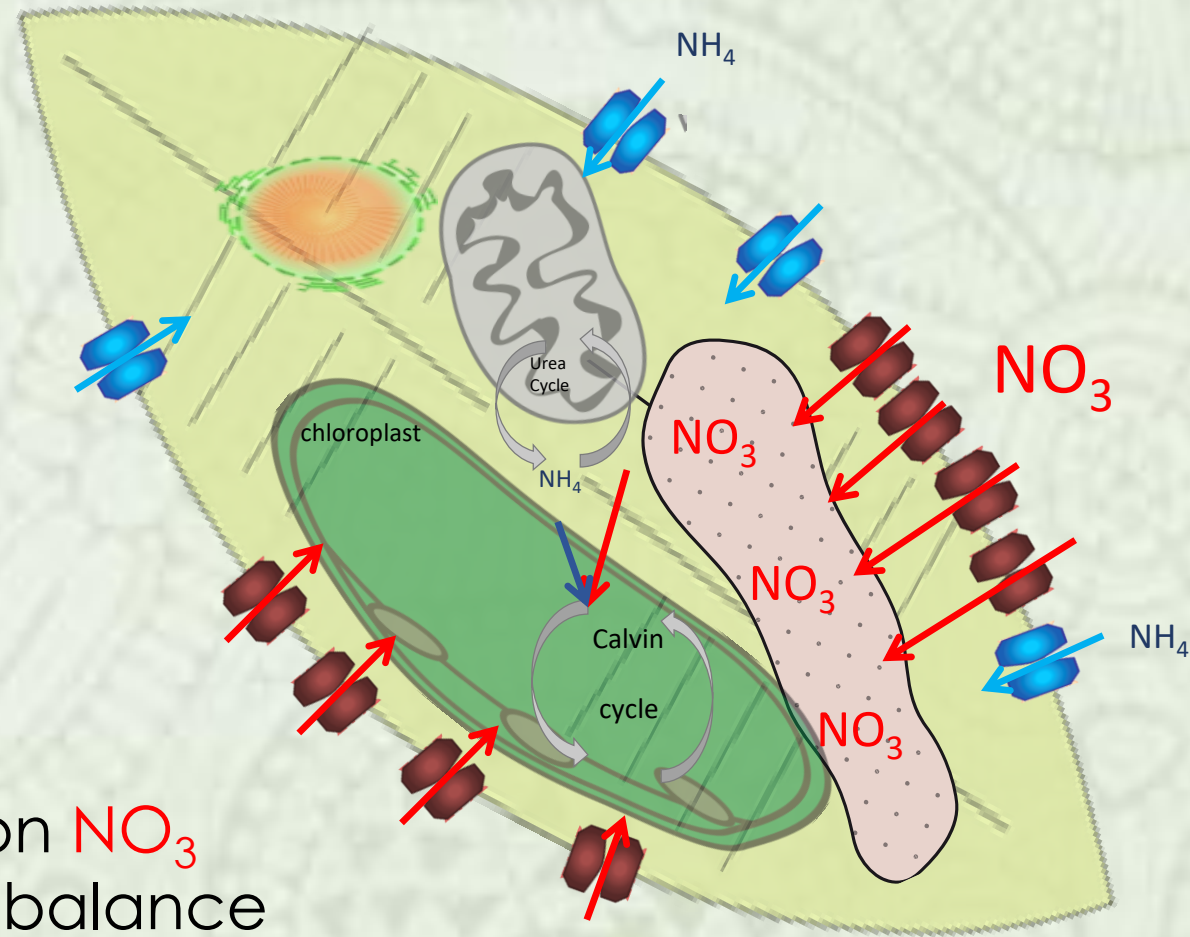 NH₄
NO₃
Urea
Cycle
chloroplast
NO₃
NH₄
NO₃
Calvin
NH₄
cycle
NO₃
on NO₃
balance